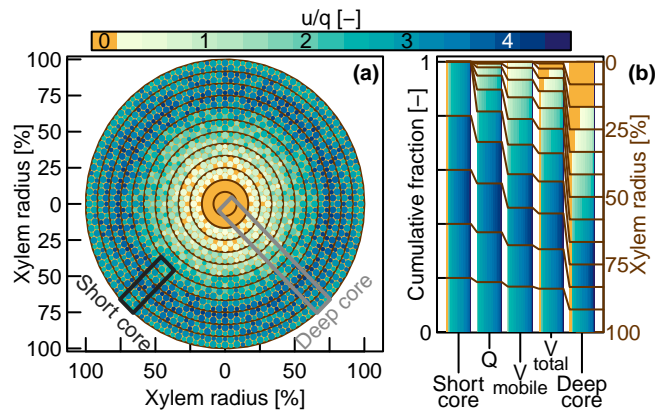 u/q [–]
0 1 2 3 4
(a)
Xylem radius [%]
100
75
50
25
0
25
50
75
100
Short core
Deep core
100 50 0 50 100
Xylem radius [%]
(b)
Cumulative fraction [–]
1
0
Xylem radius [%]
0
25
50
75
100
Short core
Q
V mobile
V total
Deep core